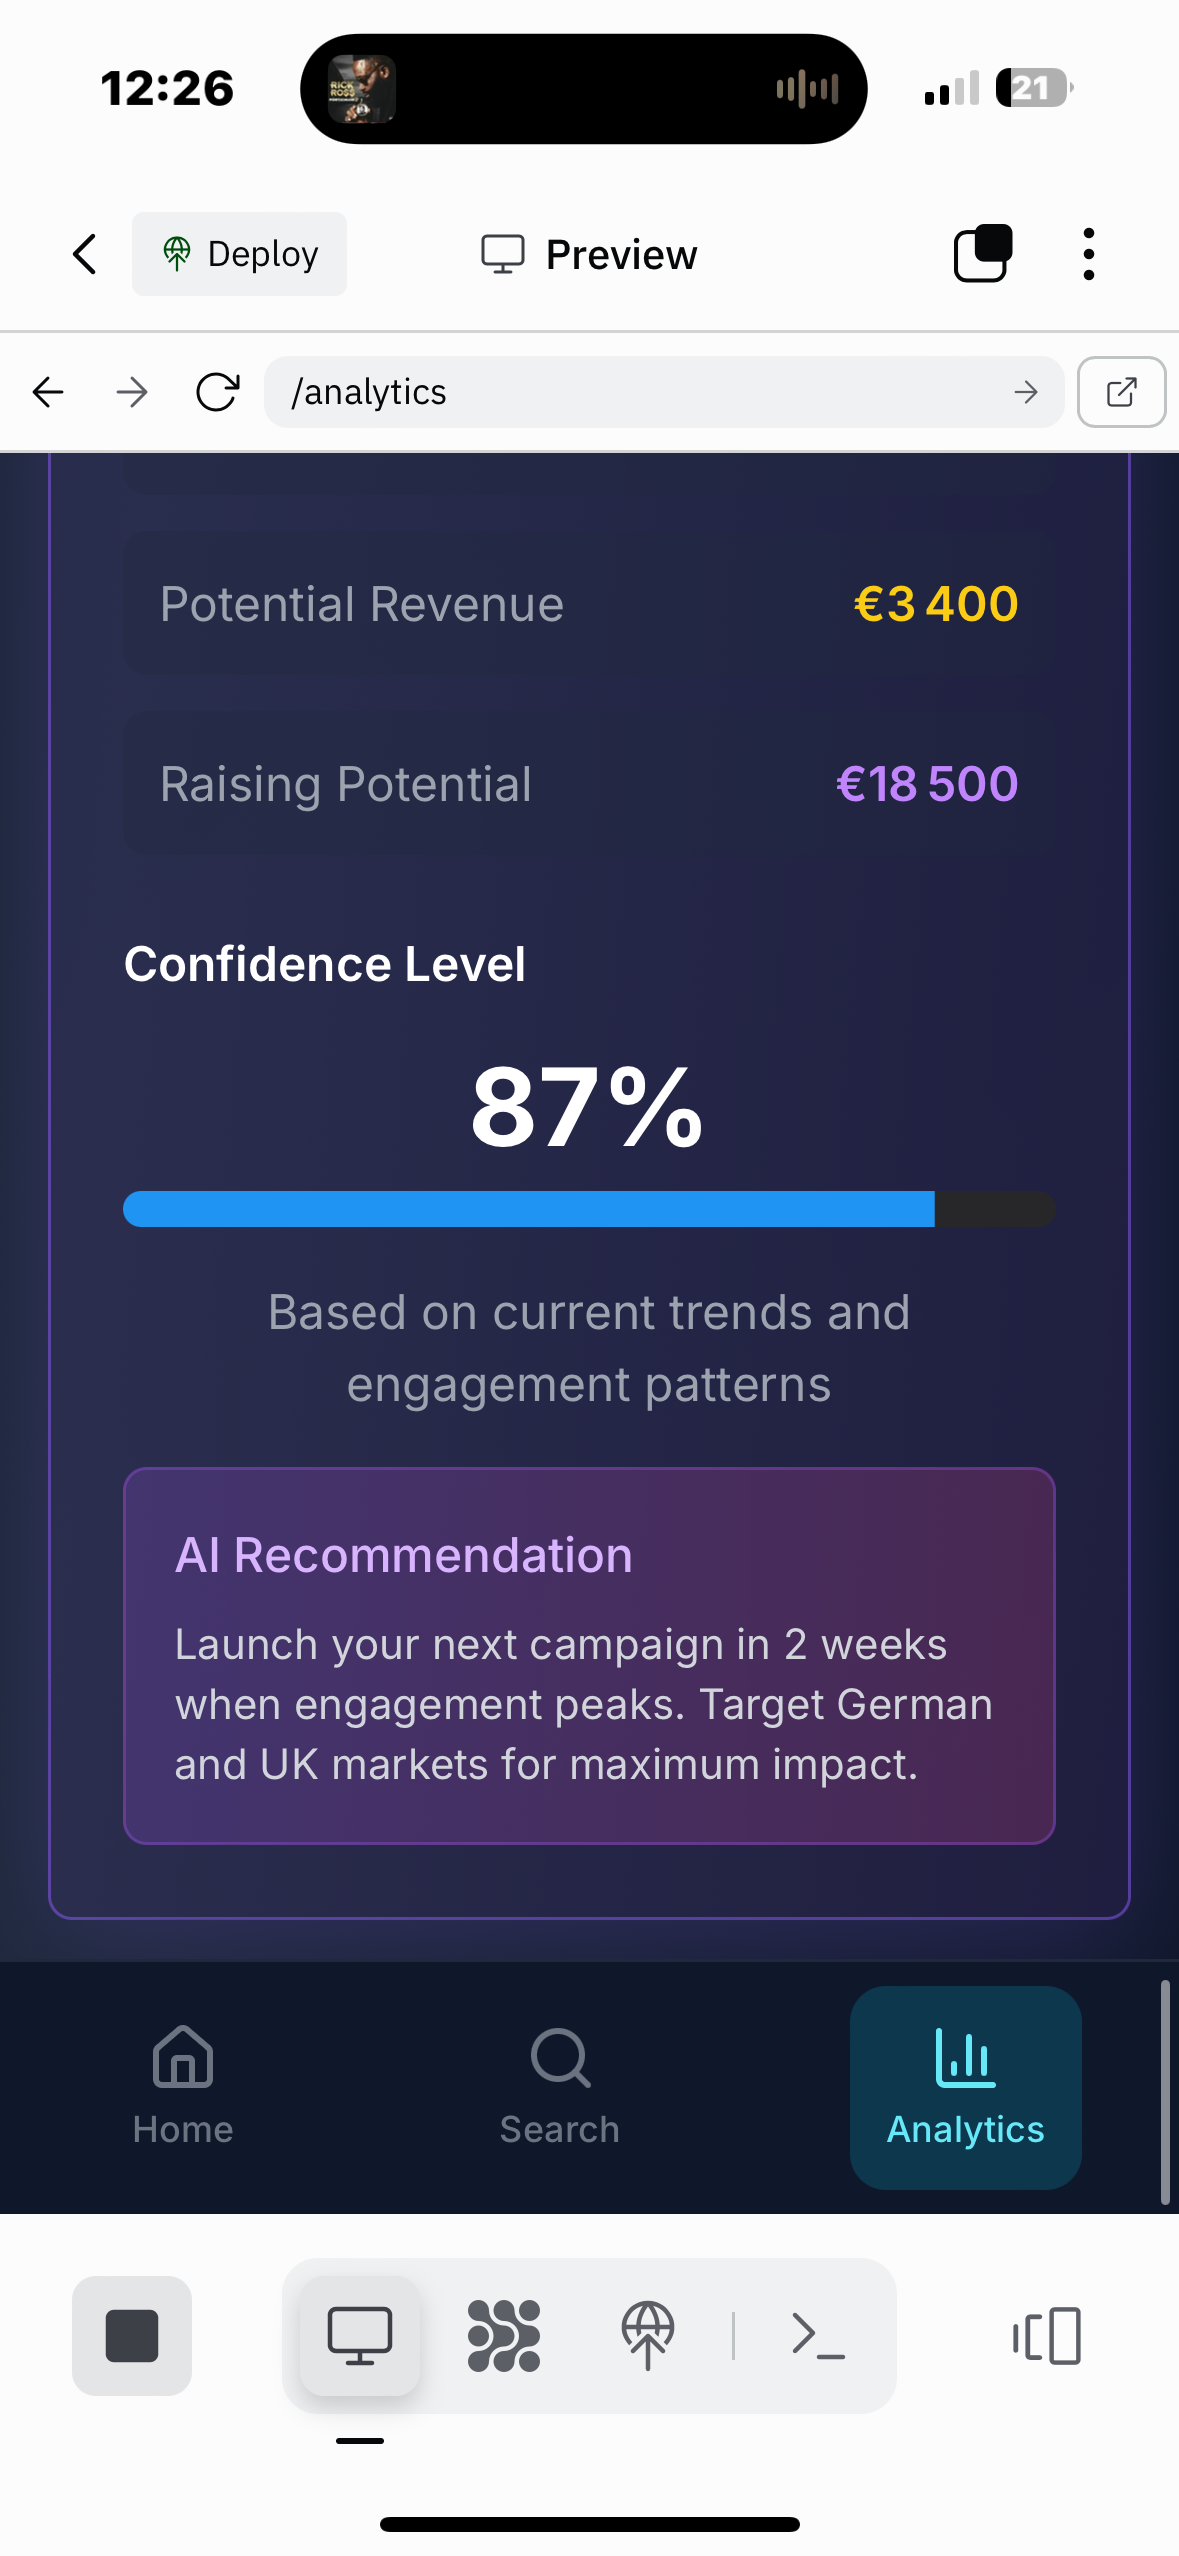 12:26
RICK
ROSS
21
Deploy
Preview
/analytics
Potential Revenue
€3 400
Raising Potential
€18 500
Confidence Level
87%
Based on current trends and
engagement patterns
AI Recommendation
Launch your next campaign in 2 weeks
when engagement peaks. Target German
and UK markets for maximum impact.
Home
Search
Analytics